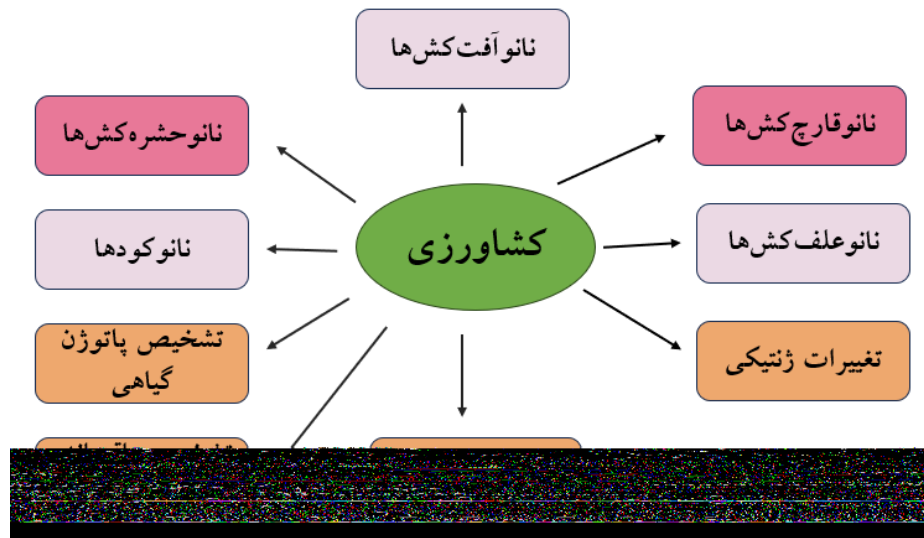 نانوآفت‌کش‌ها
نانوقارچ‌کش‌ها
نانوحشره‌کش‌ها
کشاورزی
نانوعلف‌کش‌ها
نانوکودها
تغییرات ژنتیکی
تشخیص پاتوژن
گیاهی